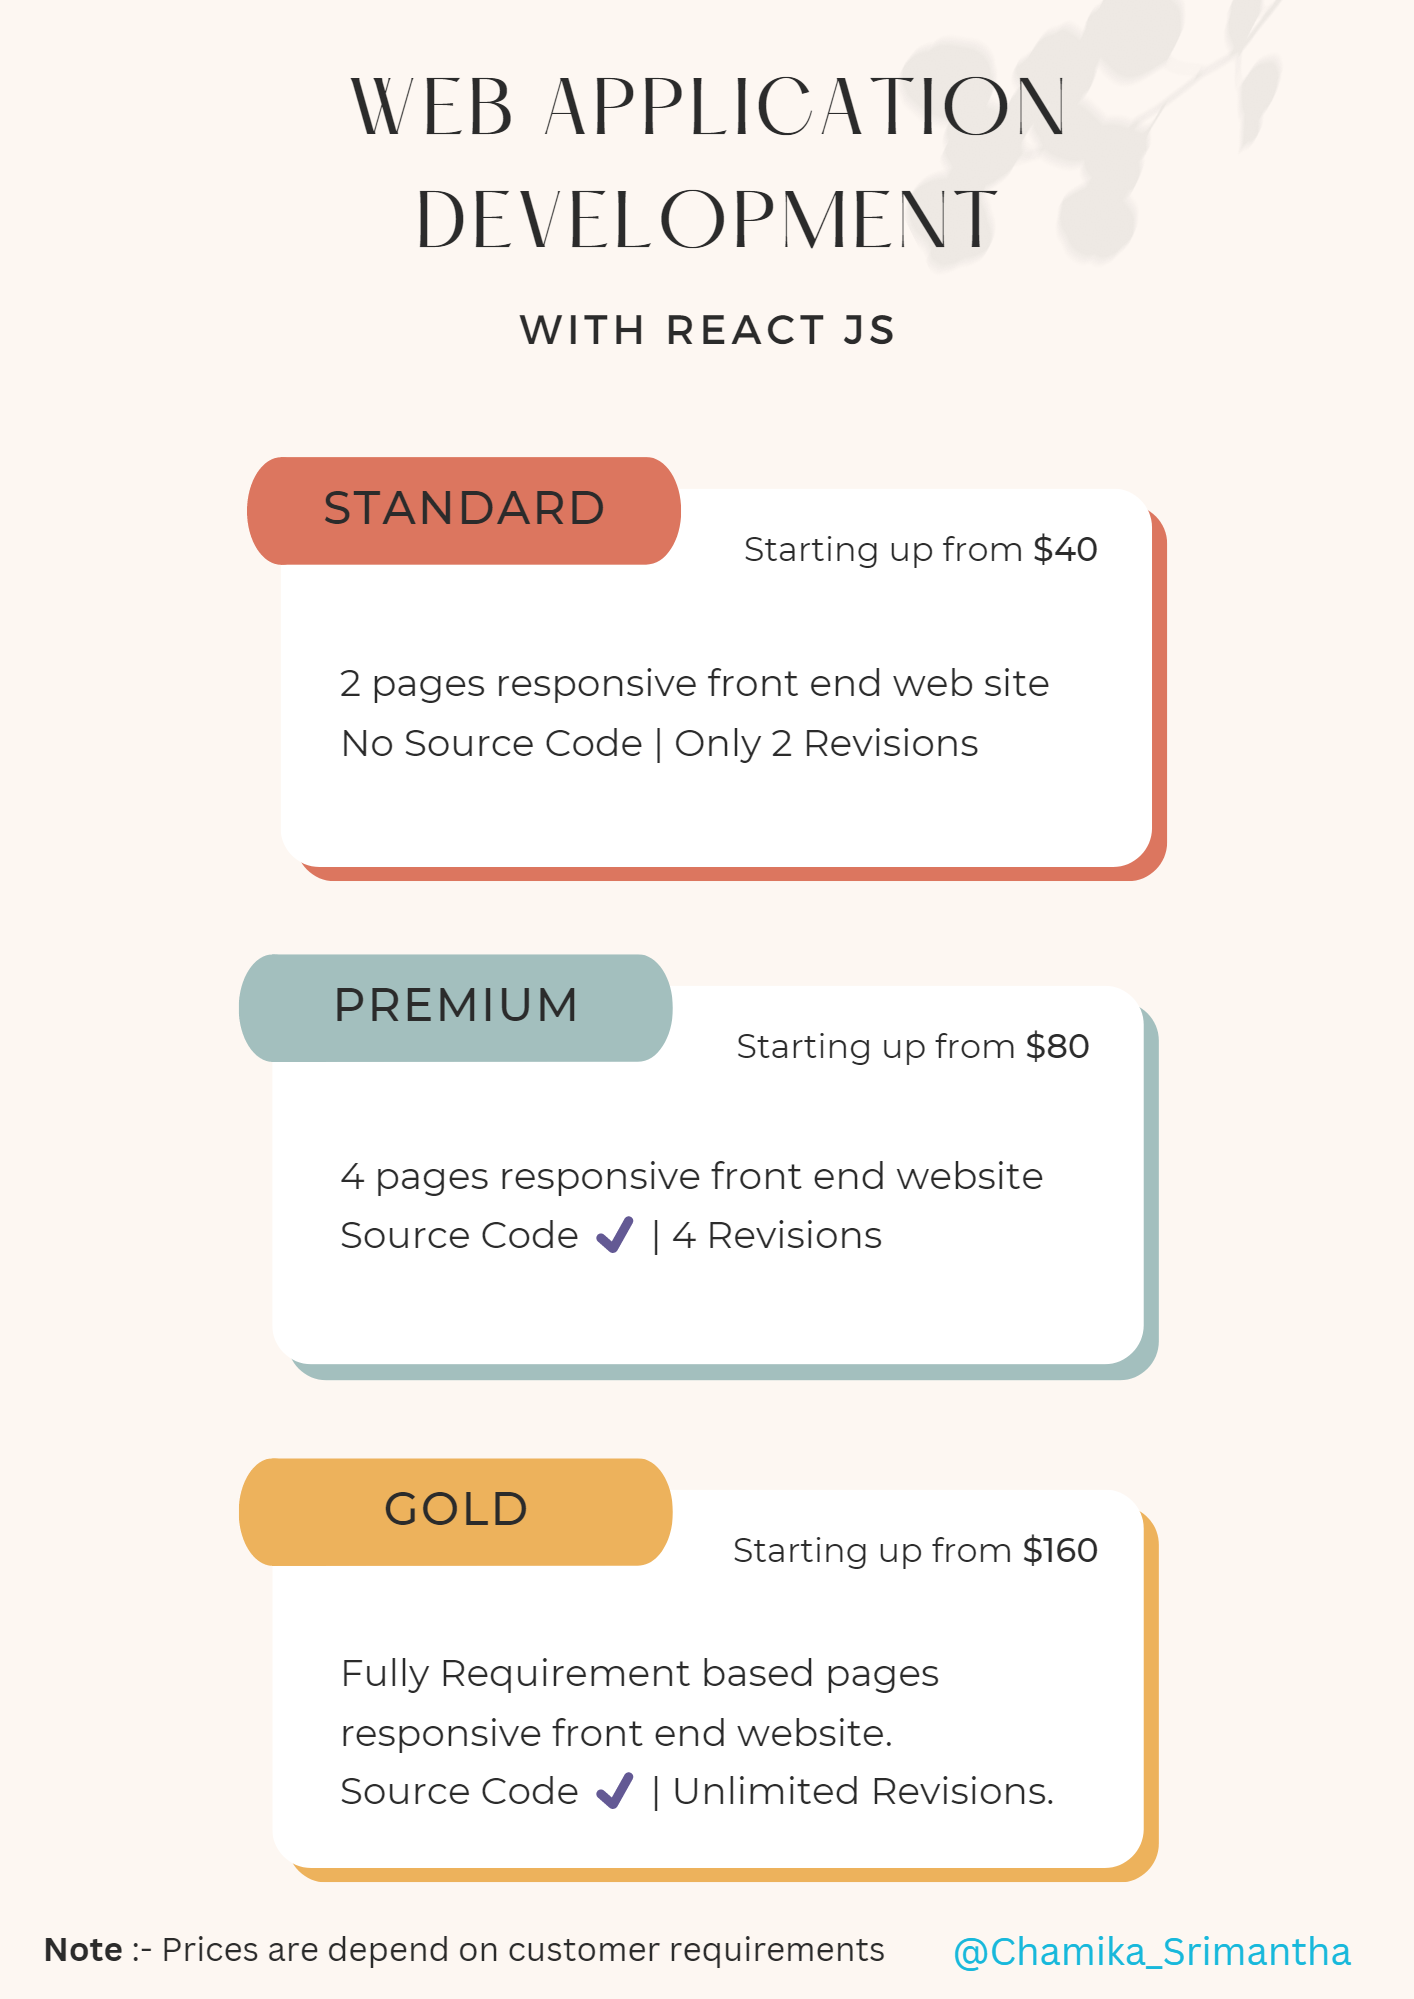 WEB APPLICATION
DEVELOPMENT
WITH REACT JS
STANDARD
Starting up from $40
2 pages responsive front end web site
No Source Code | Only 2 Revisions
PREMIUM
Starting up from $80
4 pages responsive front end website
Source Code ✔ | 4 Revisions
GOLD
Starting up from $160
Fully Requirement based pages
responsive front end website.
Source Code ✔ | Unlimited Revisions.
Note :- Prices are depend on customer requirements
@Chamika_Srimantha